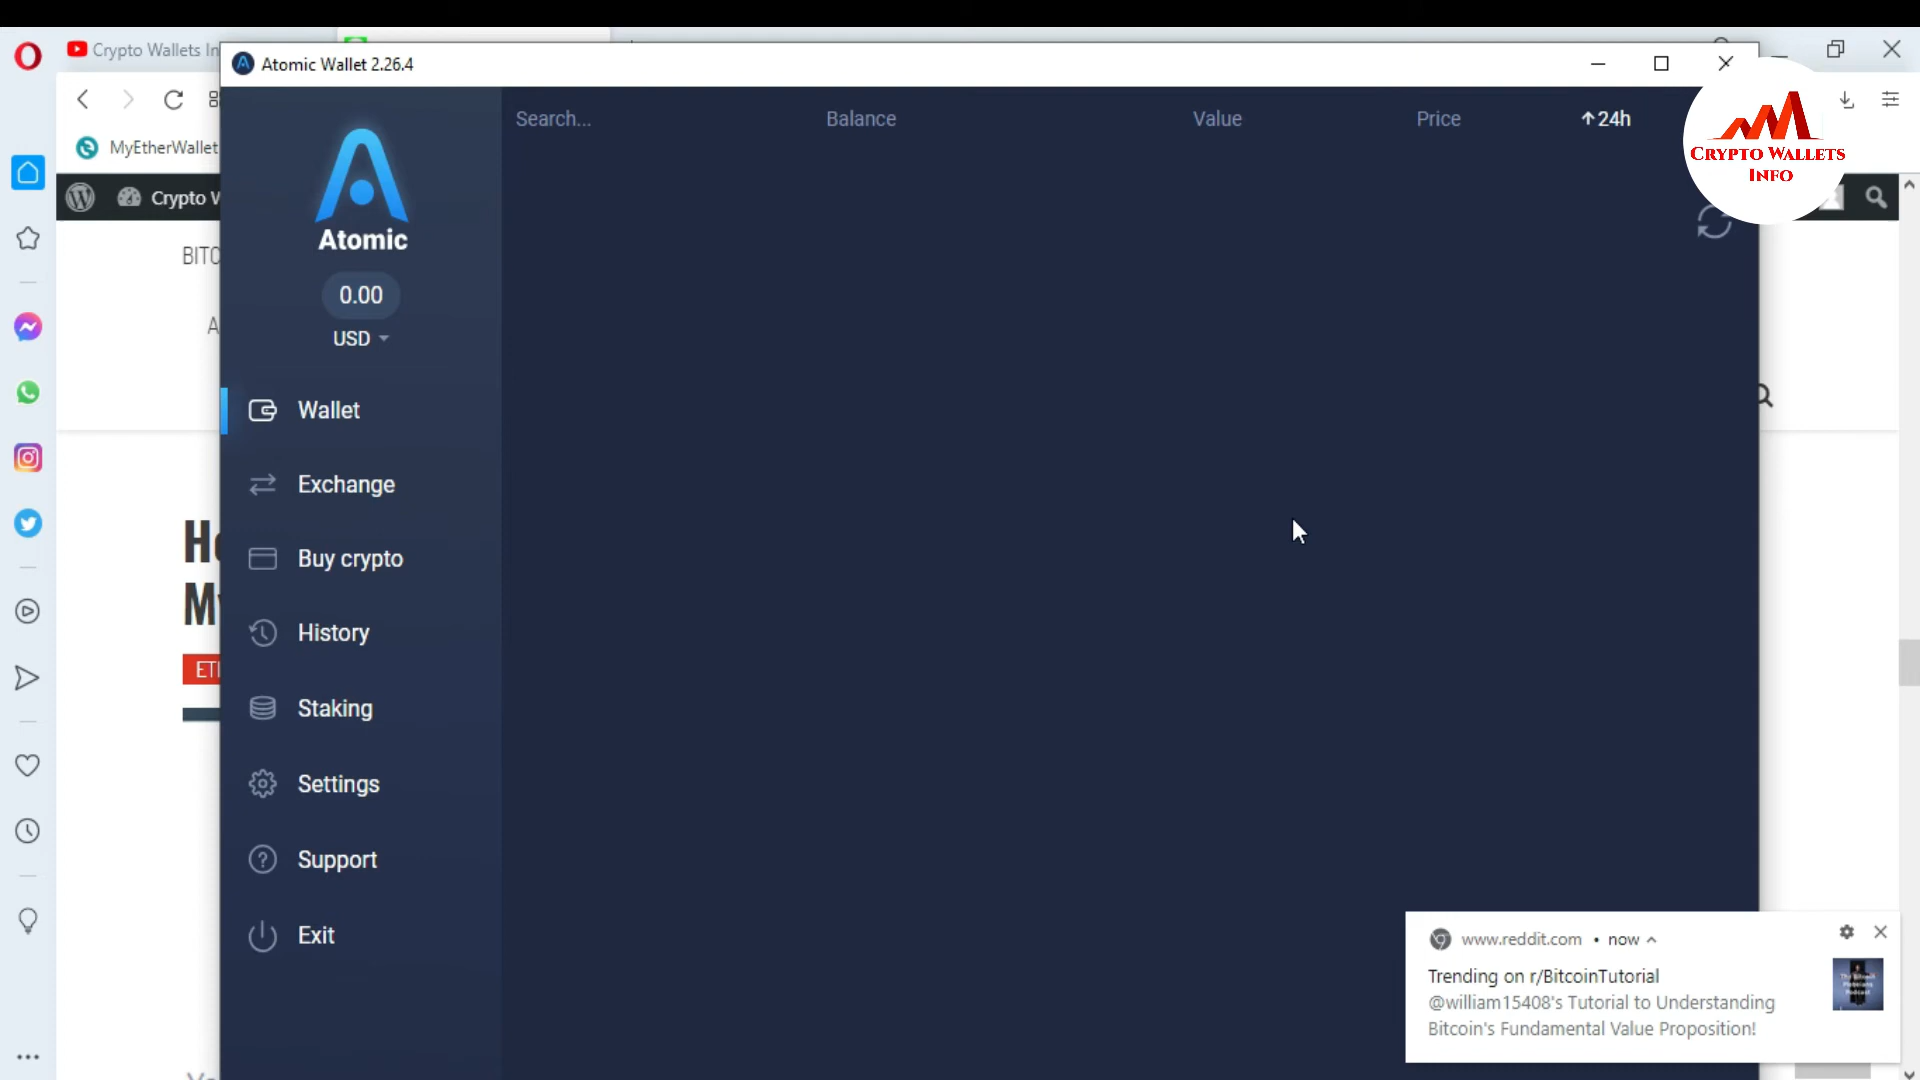 Crypto Wallets In
Atomic Wallet 2.26.4
MyEtherWallet
Crypto W
BITC
A
ETH
CRYPTO WALLETS
INFO
Search...
Balance
Value
Price
24h
Atomic
0.00
USD
Wallet
Exchange
Buy crypto
History
Staking
Settings
Support
Exit
www.reddit.com • now
Trending on r/BitcoinTutorial
@william15408's Tutorial to Understanding
Bitcoin's Fundamental Value Proposition!